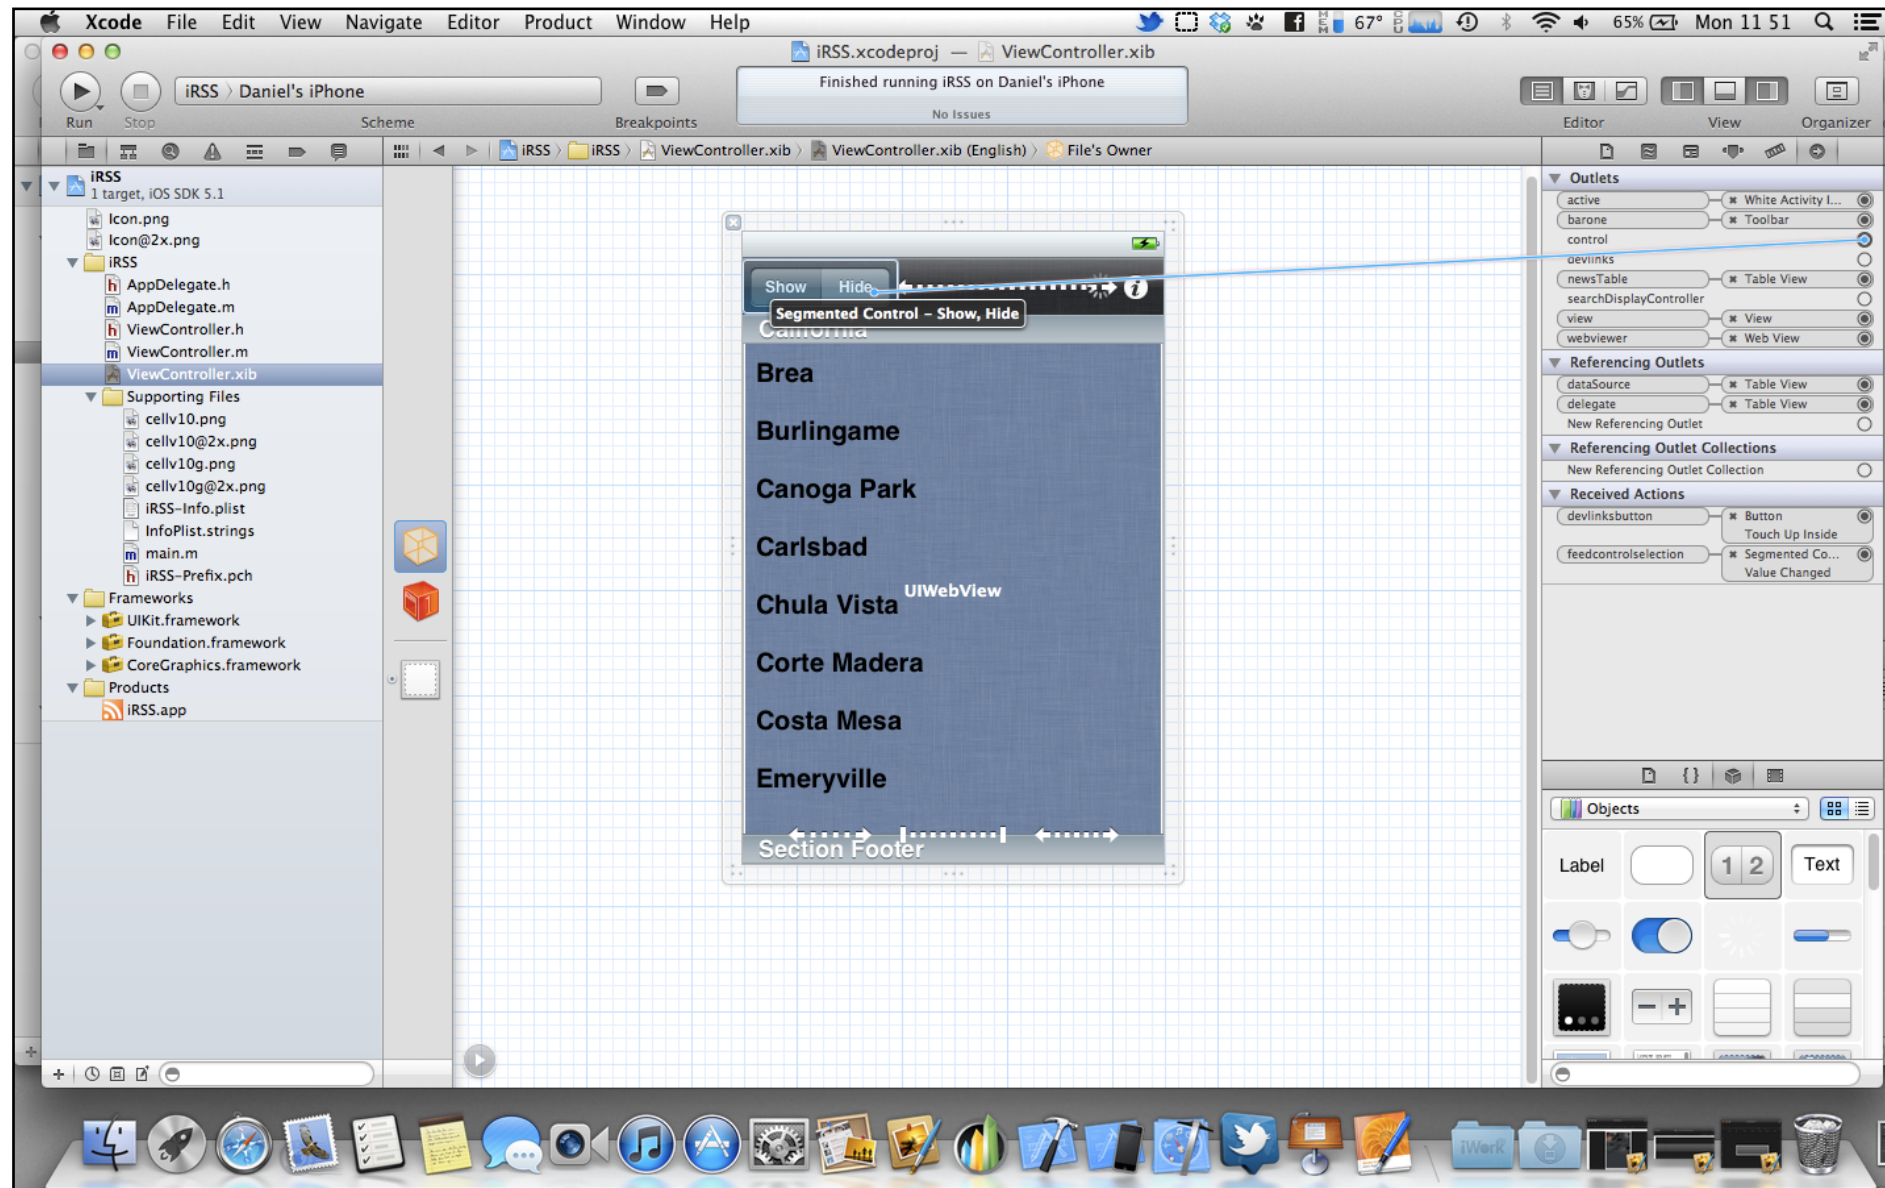 Xcode File Edit View Navigate Editor Product Window Help 67° 65% Mon 11 51
iRSS.xcodeproj — ViewController.xib
iRSS Daniel's iPhone
Finished running iRSS on Daniel's iPhone
No Issues
Run Stop Scheme Breakpoints Editor View Organizer
iRSS iRSS ViewController.xib ViewController.xib (English) File's Owner
iRSS
1 target, iOS SDK 5.1
Icon.png
Icon@2x.png
iRSS
AppDelegate.h
AppDelegate.m
ViewController.h
ViewController.m
ViewController.xib
Supporting Files
cellv10.png
cellv10@2x.png
cellv10g.png
cellv10g@2x.png
iRSS-Info.plist
InfoPlist.strings
main.m
iRSS-Prefix.pch
Frameworks
UIKit.framework
Foundation.framework
CoreGraphics.framework
Products
iRSS.app
Show Hide
Segmented Control - Show, Hide
California
Brea
Burlingame
Canoga Park
Carlsbad
UIWebView
Chula Vista
Corte Madera
Costa Mesa
Emeryville
Section Footer
Outlets
active White Activity I...
barone Toolbar
control
devlinks
newsTable Table View
searchDisplayController
view View
webviewer Web View
Referencing Outlets
dataSource Table View
delegate Table View
New Referencing Outlet
Referencing Outlet Collections
New Referencing Outlet Collection
Received Actions
devlinksbutton Button
Touch Up Inside
feedcontrolselection Segmented Co...
Value Changed
{}
Objects
Label 1 2 Text
iWork